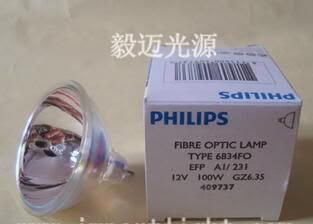 毅迈光源
PHILIPS
PHILIPS
FIBRE OPTIC LAMP
TYPE 6834FO
EFP A1/231
12V 100W GZ6.35
409737